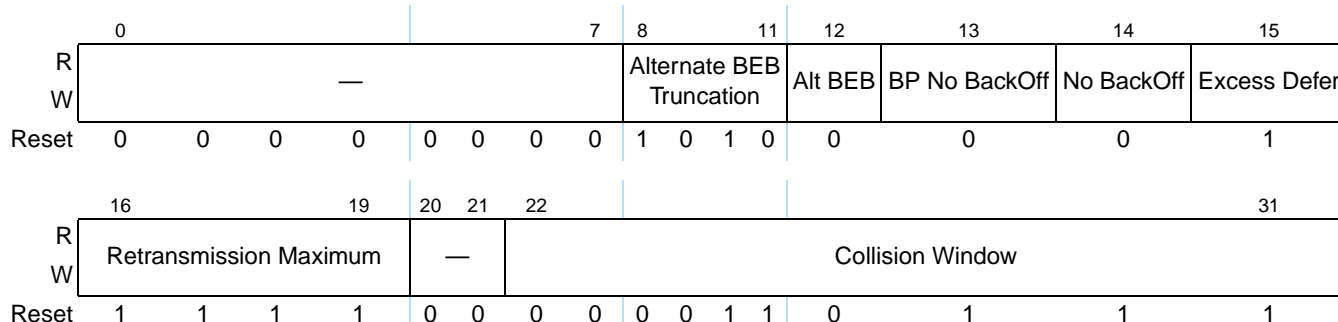 0 7 8 11 12 13 14 15
R
W
—
Alternate BEB
Truncation
Alt BEB
BP No BackOff
No BackOff
Excess Defer
Reset 0 0 0 0 0 0 0 0 1 0 1 0 0 0 0 1
16 19 20 21 22 31
R
W
Retransmission Maximum
—
Collision Window
Reset 1 1 1 1 0 0 0 0 0 0 1 1 0 1 1 1